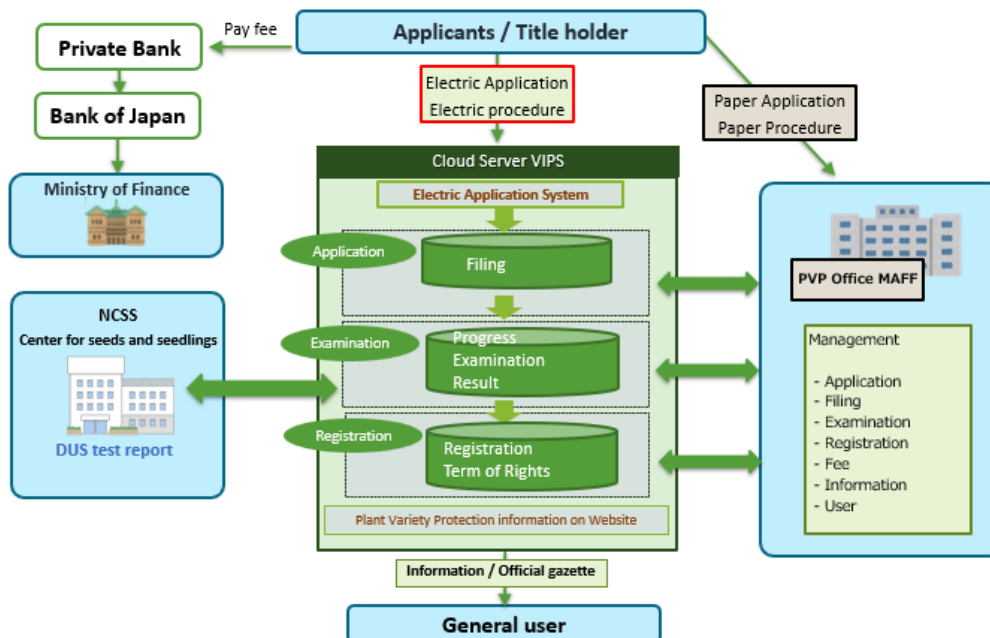 Applicants / Title holder
Pay fee
Private Bank
Bank of Japan
Ministry of Finance
Electric Application
Electric procedure
Paper Application
Paper Procedure
Cloud Server VIPS
Electric Application System
Application
Filing
Examination
Progress
Examination
Result
Registration
Registration
Term of Rights
Plant Variety Protection information on Website
NCSS
Center for seeds and seedlings
DUS test report
PVP Office MAFF
Management
- Application
- Filing
- Examination
- Registration
- Fee
- Information
- User
Information / Official gazette
General user